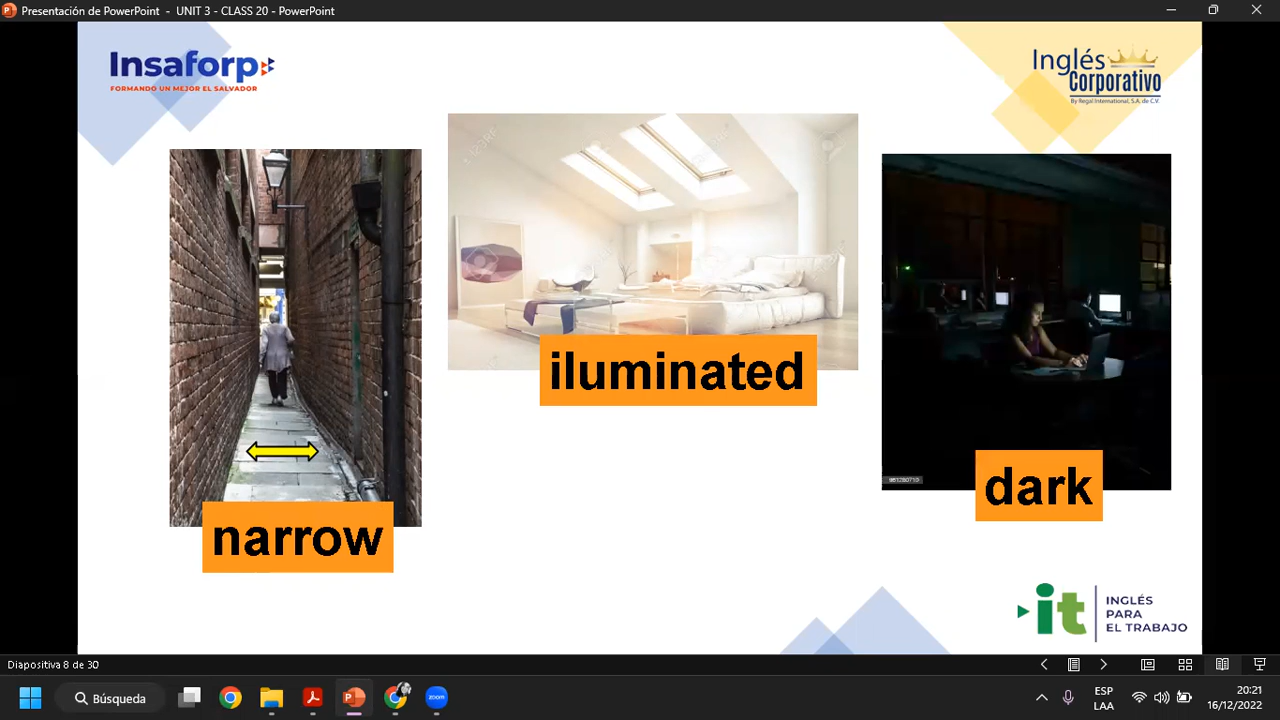 Presentación de PowerPoint - UNIT 3 - CLASS 20 - PowerPoint
Insaforp
FORMANDO UN MEJOR EL SALVADOR
Inglés
Corporativo
By Regal International, S.A. de C.V.
123RF
narrow
iluminated
dark
it
INGLÉS
PARA
EL TRABAJO
Diapositiva 8 de 30
Búsqueda
zoom
ESP
LAA
20:21
16/12/2022